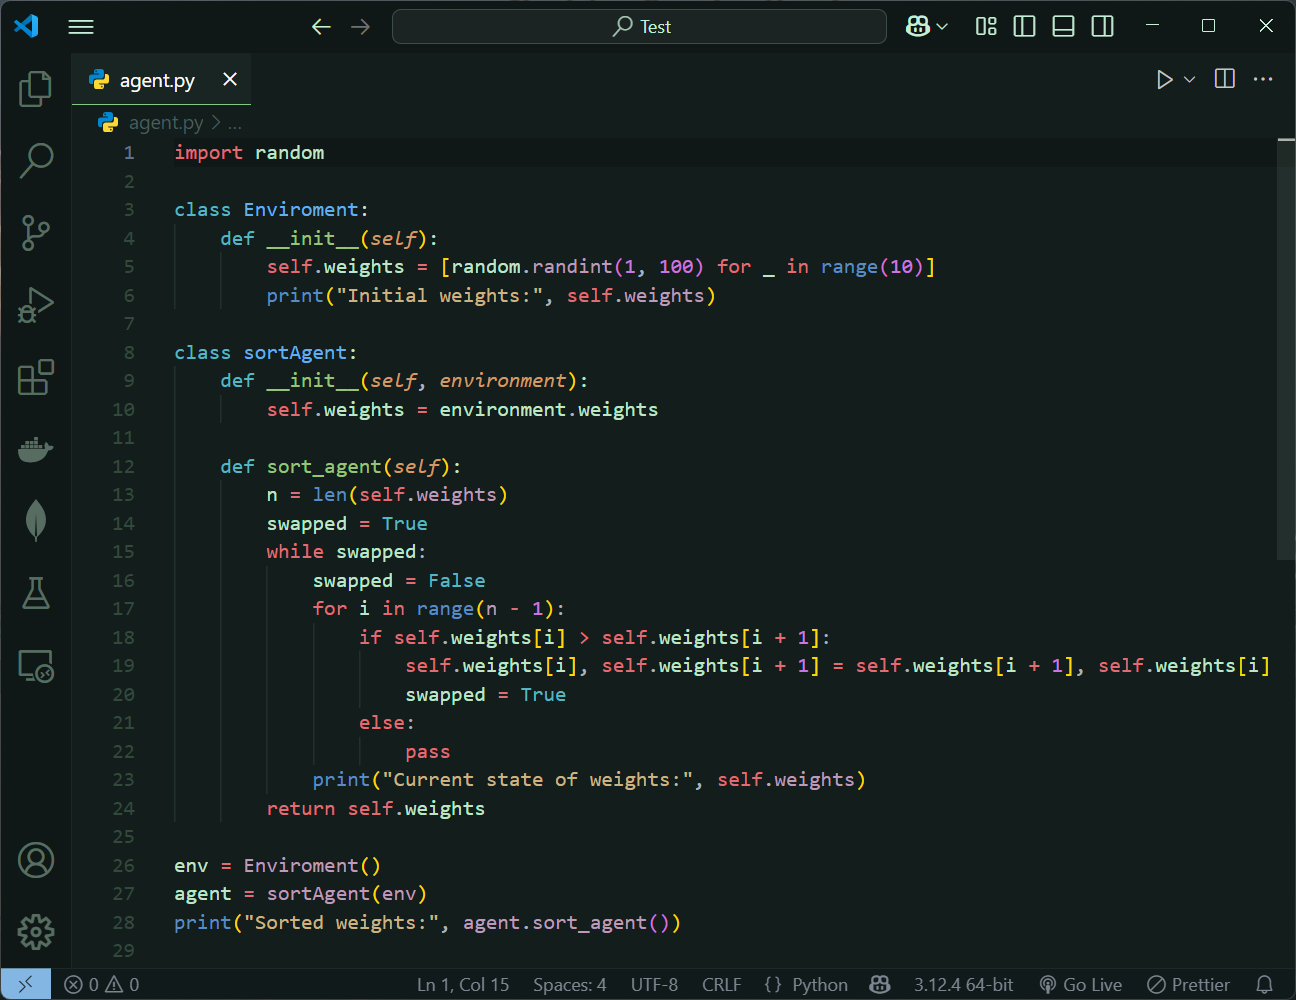 Test
agent.py
agent.py > ...
1 import random
2
3 class Enviroment:
4     def __init__(self):
5         self.weights = [random.randint(1, 100) for _ in range(10)]
6         print("Initial weights:", self.weights)
7
8 class sortAgent:
9     def __init__(self, environment):
10         self.weights = environment.weights
11
12     def sort_agent(self):
13         n = len(self.weights)
14         swapped = True
15         while swapped:
16             swapped = False
17             for i in range(n - 1):
18                 if self.weights[i] > self.weights[i + 1]:
19                     self.weights[i], self.weights[i + 1] = self.weights[i + 1], self.weights[i]
20                     swapped = True
21                 else:
22                     pass
23             print("Current state of weights:", self.weights)
24         return self.weights
25
26 env = Enviroment()
27 agent = sortAgent(env)
28 print("Sorted weights:", agent.sort_agent())
29
0 0 Ln 1, Col 15 Spaces: 4 UTF-8 CRLF {} Python 3.12.4 64-bit Go Live Prettier